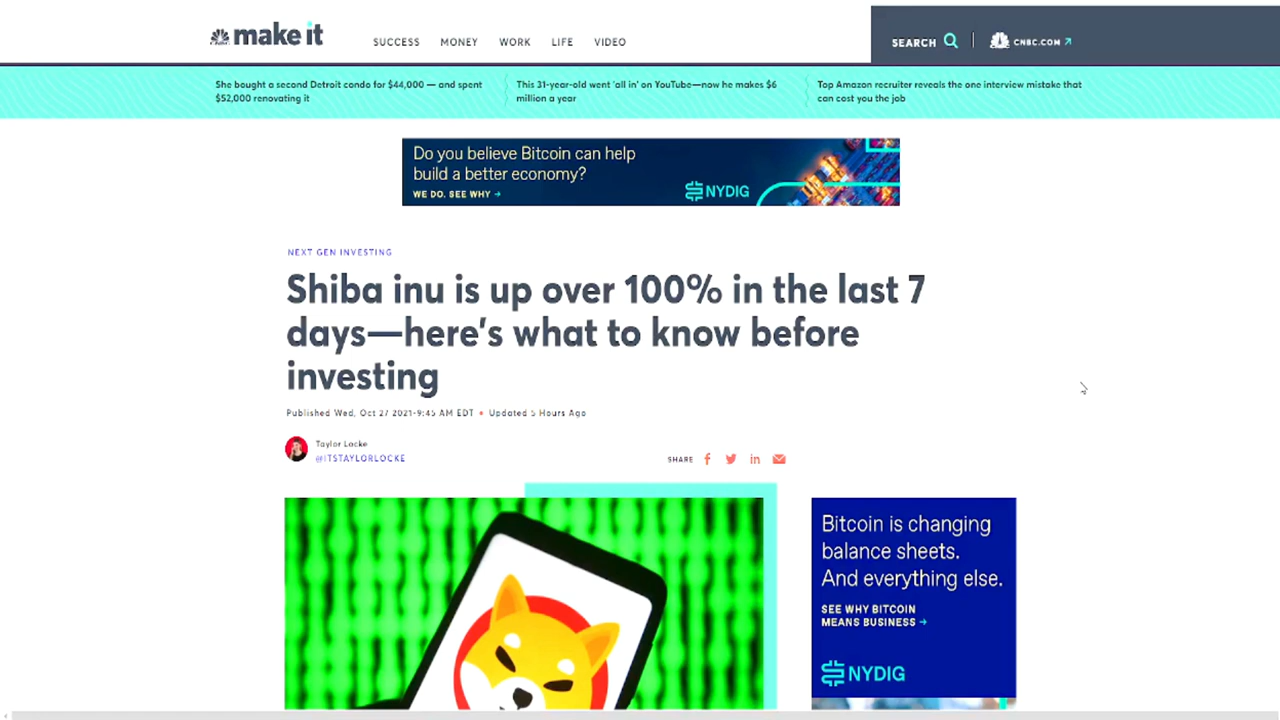 make it
SUCCESS MONEY WORK LIFE VIDEO
SEARCH
CNBC.COM
She bought a second Detroit condo for $44,000 — and spent
$52,000 renovating it
This 31-year-old went 'all in' on YouTube—now he makes $6
million a year
Top Amazon recruiter reveals the one interview mistake that
can cost you the job
Do you believe Bitcoin can help
build a better economy?
WE DO. SEE WHY →
NYDIG
NEXT GEN INVESTING
Shiba inu is up over 100% in the last 7
days—here's what to know before
investing
Published Wed, Oct 27 2021•9:45 AM EDT • Updated 5 Hours Ago
Taylor Locke
@ITSTAYLORLOCKE
SHARE
Bitcoin is changing
balance sheets.
And everything else.
SEE WHY BITCOIN
MEANS BUSINESS →
NYDIG